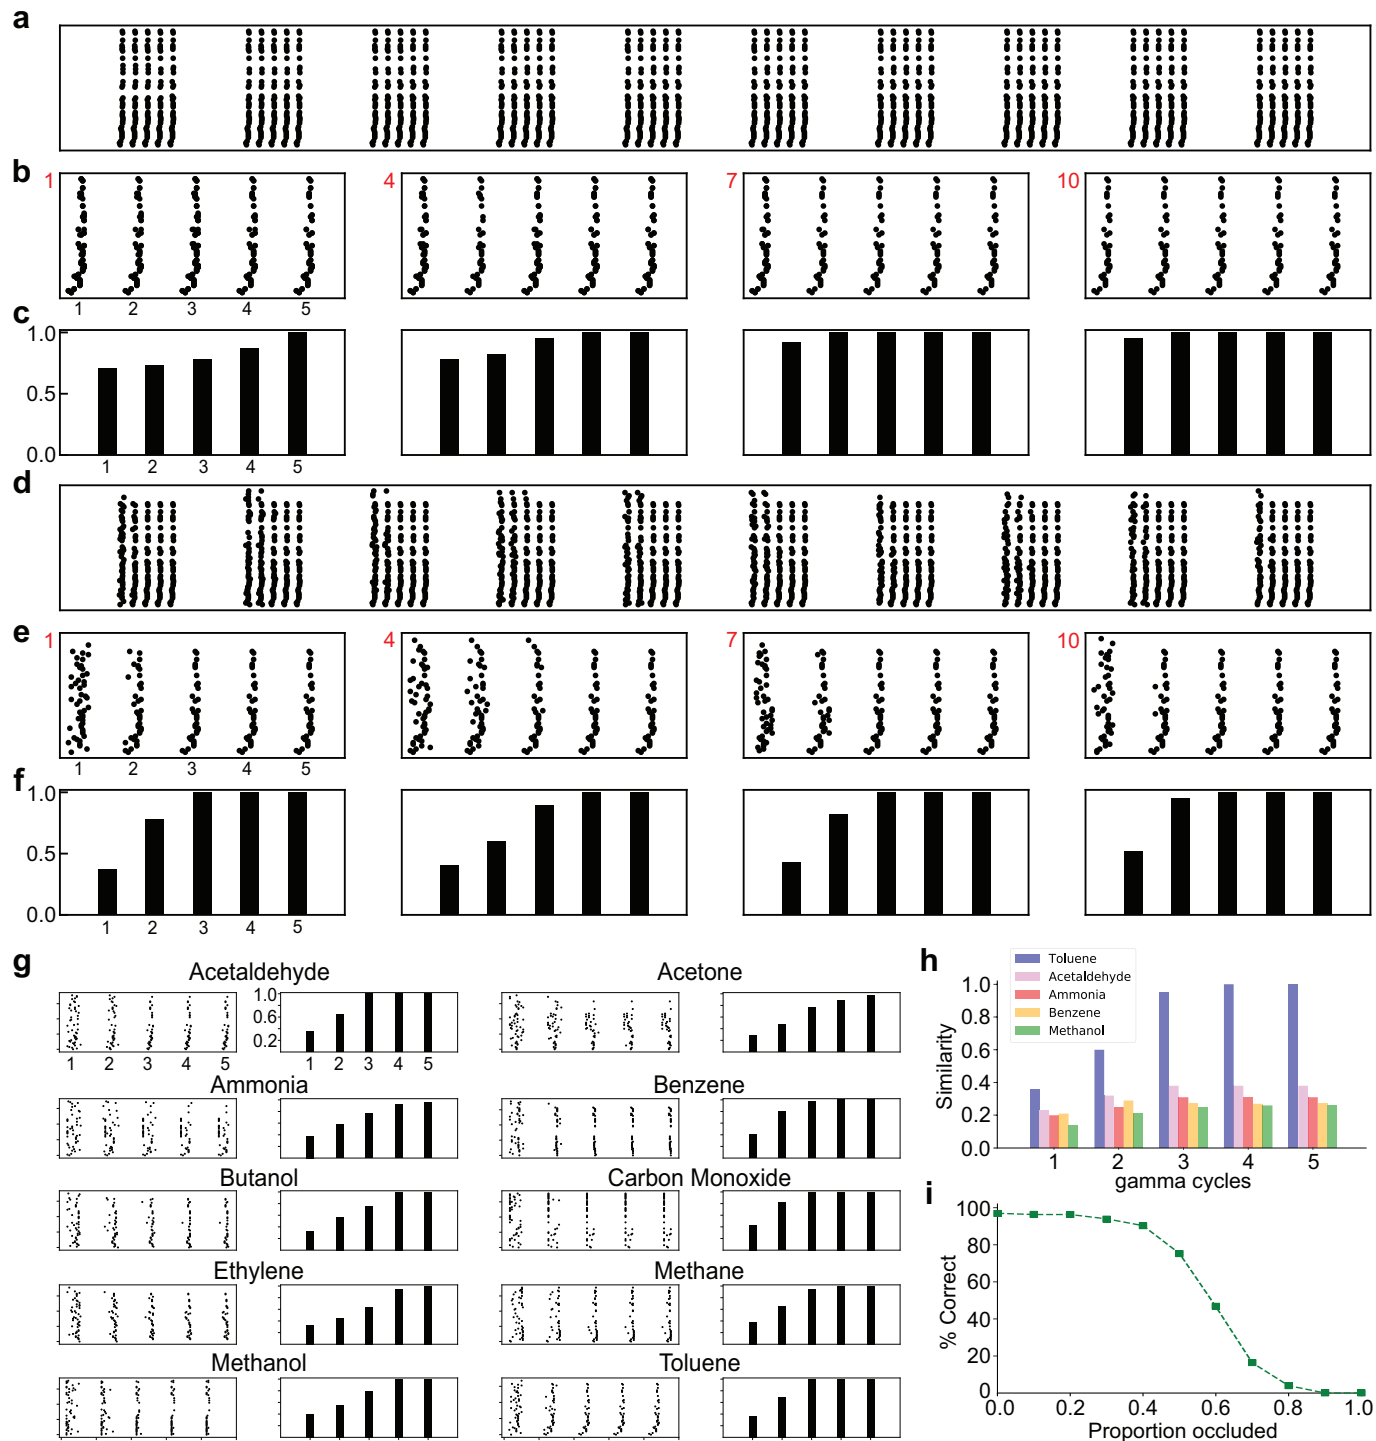 a
b
1 4 7 10
1 2 3 4 5
c
1.0
0.5
0.0
1 2 3 4 5
d
e
1 4 7 10
1 2 3 4 5
f
1.0
0.5
0.0
1 2 3 4 5
g
Acetaldehyde Acetone
1.0
0.6
0.2
1 2 3 4 5 1 2 3 4 5
Ammonia Benzene
Butanol Carbon Monoxide
Ethylene Methane
Methanol Toluene
h
Toluene
Acetaldehyde
Ammonia
Benzene
Methanol
Similarity
1.0
0.8
0.6
0.4
0.2
0.0
1 2 3 4 5
gamma cycles
i
% Correct
100
80
60
40
20
0
0.0 0.2 0.4 0.6 0.8 1.0
Proportion occluded